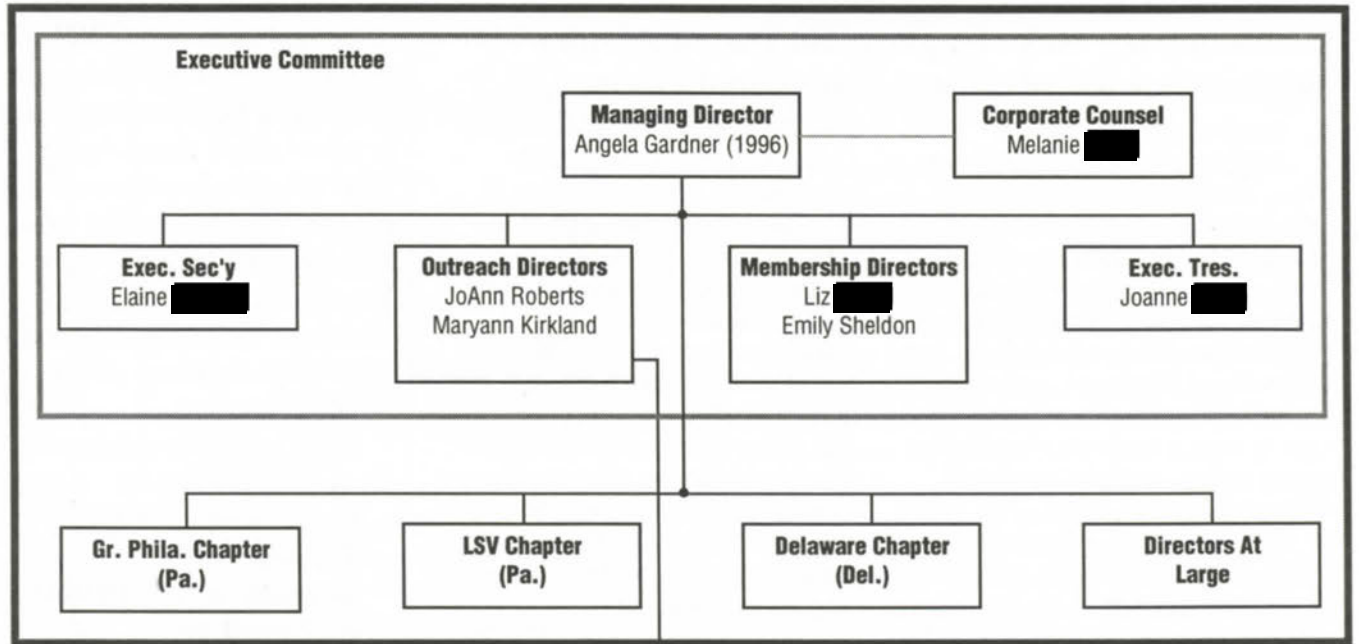 Executive Committee
Managing Director
Angela Gardner (1996)
Corporate Counsel
Melanie
Exec. Sec'y
Elaine
Outreach Directors
JoAnn Roberts
Maryann Kirkland
Membership Directors
Liz
Emily Sheldon
Exec. Tres.
Joanne
Gr. Phila. Chapter
(Pa.)
LSV Chapter
(Pa.)
Delaware Chapter
(Del.)
Directors At
Large